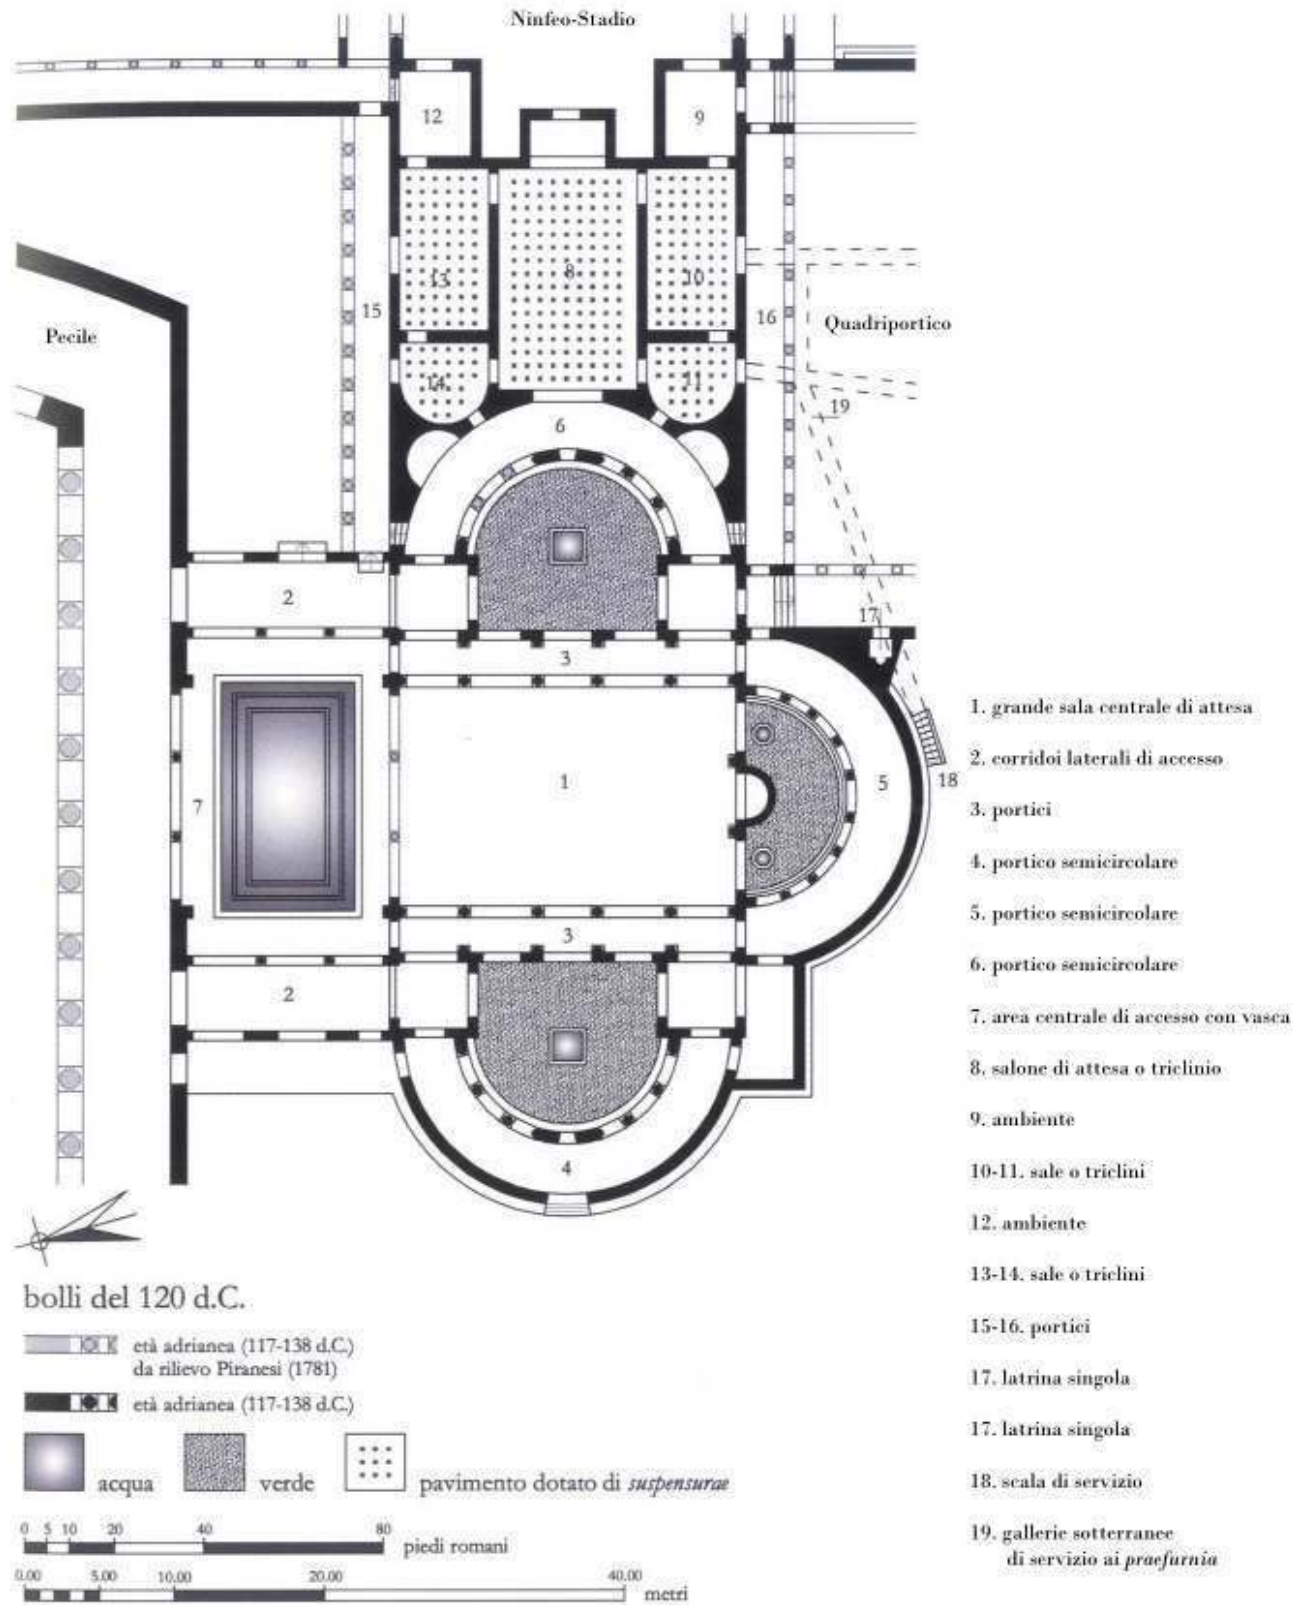 Ninfeo-Stadio
12
9
13
8
10
15
16
Pecile
Quadriportico
14
11
19
6
2
17
3
1
7
5
18
3
2
4
1. grande sala centrale di attesa
2. corridoi laterali di accesso
3. portici
4. portico semicircolare
5. portico semicircolare
6. portico semicircolare
7. area centrale di accesso con vasca
8. salone di attesa o triclinio
9. ambiente
10-11. sale o triclini
12. ambiente
13-14. sale o triclini
15-16. portici
17. latrina singola
17. latrina singola
18. scala di servizio
19. gallerie sotterranee
di servizio ai praefurnia
bolli del 120 d.C.
età adrianea (117-138 d.C.)
da rilievo Piranesi (1781)
età adrianea (117-138 d.C.)
acqua
verde
pavimento dotato di suspensurae
0 5 10 20 40 80
piedi romani
0.00 5.00 10.00 20.00 40.00
metri